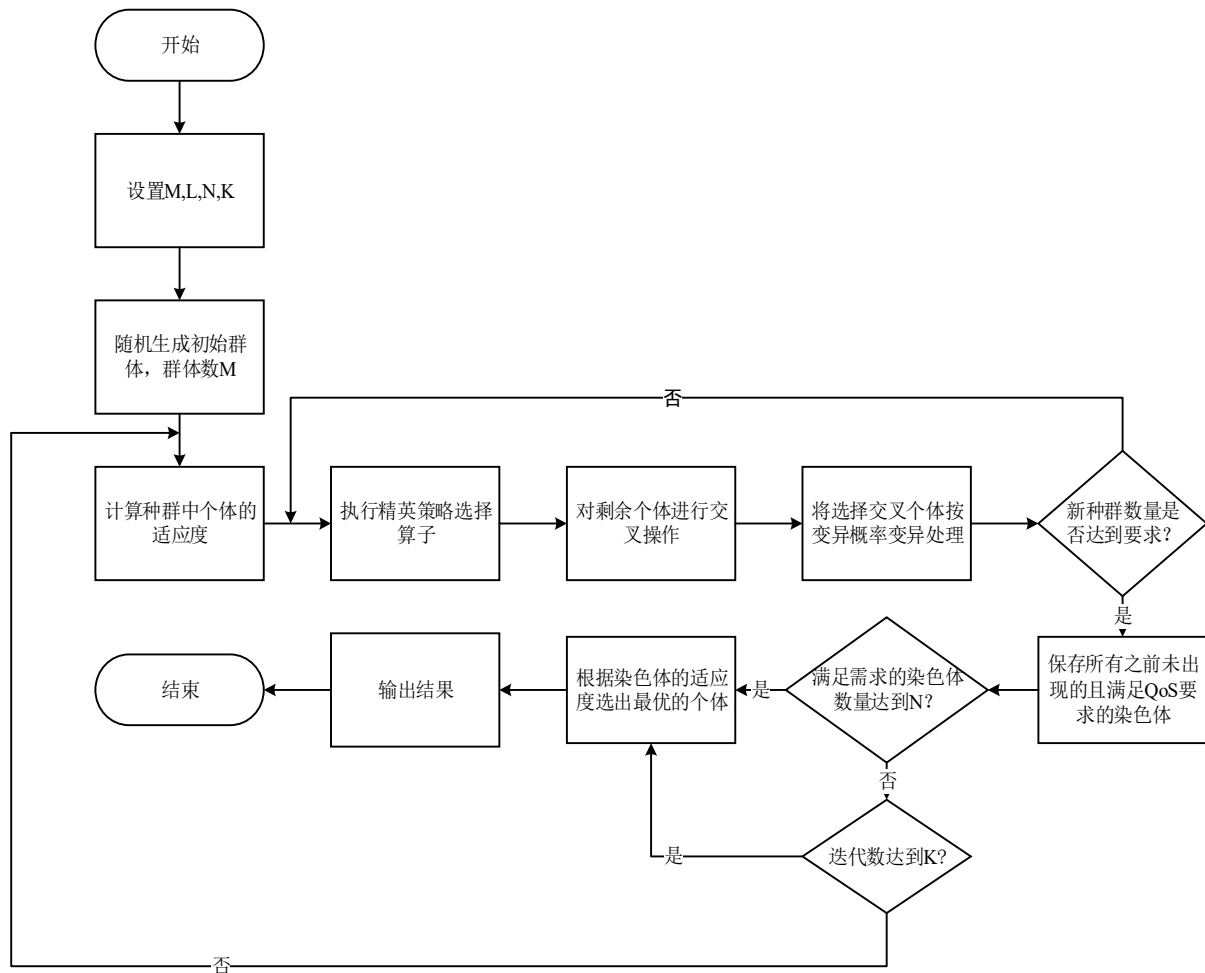 开始
设置M,L,N,K
随机生成初始群
体，群体数M
否
计算种群中个体的
适应度
执行精英策略选择
算子
对剩余个体进行交
叉操作
将选择交叉个体按
变异概率变异处理
新种群数量是
否达到要求？
是
保存所有之前未出
现的且满足QoS要
求的染色体
满足需求的染色体
数量达到N？
是
根据染色体的适应
度选出最优的个体
输出结果
结束
否
迭代数达到K？
是
否